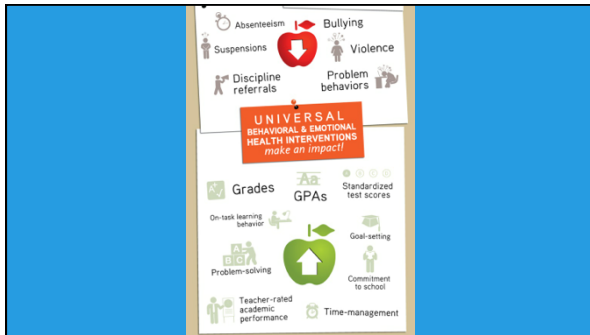 Absenteeism
Bullying
Suspensions
Violence
Discipline
referrals
Problem
behaviors
UNIVERSAL
BEHAVIORAL & EMOTIONAL
HEALTH INTERVENTIONS
make an impact!
A+
Grades
Aa
GPAs
Standardized
test scores
On-task learning
behavior
Goal-setting
A
B C
Problem-solving
Commitment
to school
Teacher-rated
academic
performance
Time-management